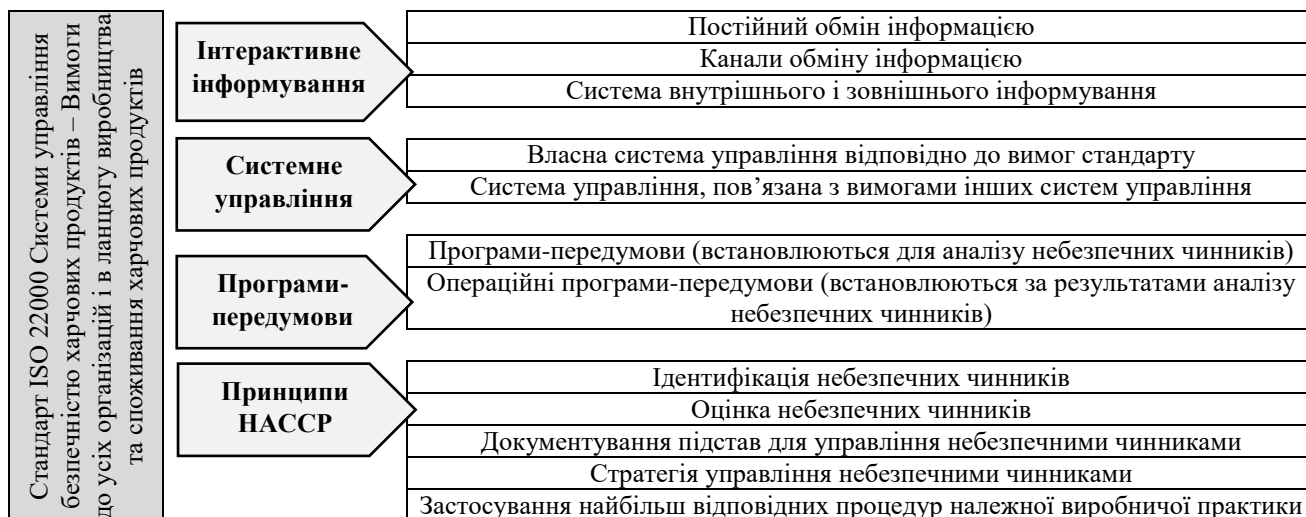 Стандарт ISO 22000 Системи управління
безпечністю харчових продуктів – Вимоги
до усіх організацій і в ланцюгу виробництва
та споживання харчових продуктів
Інтерактивне
інформування
Постійний обмін інформацією
Канали обміну інформацією
Система внутрішнього і зовнішнього інформування
Системне
управління
Власна система управління відповідно до вимог стандарту
Система управління, пов’язана з вимогами інших систем управління
Програми-
передумови
Програми-передумови (встановлюються для аналізу небезпечних чинників)
Операційні програми-передумови (встановлюються за результатами аналізу
небезпечних чинників)
Принципи
НАССР
Ідентифікація небезпечних чинників
Оцінка небезпечних чинників
Документування підстав для управління небезпечними чинниками
Стратегія управління небезпечними чинниками
Застосування найбільш відповідних процедур належної виробничої практики